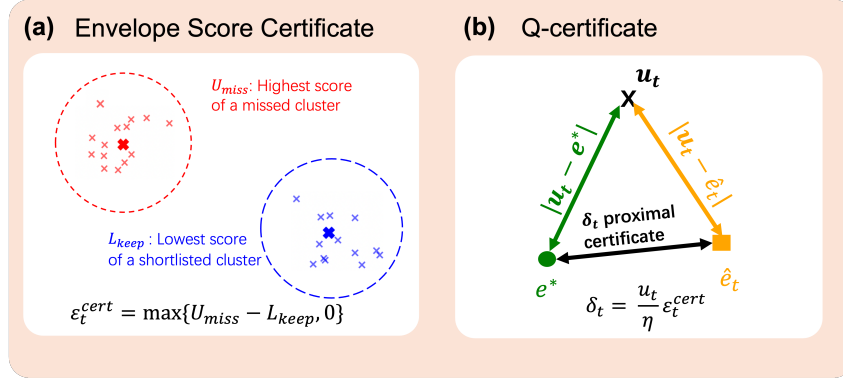 (a) Envelope Score Certificate
U_miss: Highest score
of a missed cluster
L_keep : Lowest score
of a shortlisted cluster
ε_t^cert = max{U_miss − L_keep, 0}
(b) Q-certificate
u_t
|u_t − e*|
|u_t − ê_t|
δ_t proximal
certificate
e*
ê_t
δ_t = u_t/η ε_t^cert